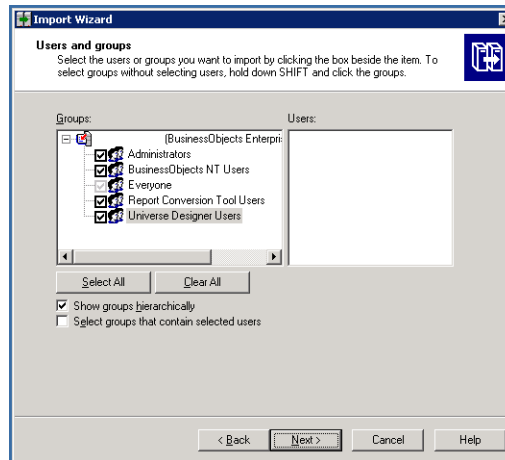 Import Wizard
Users and groups
Select the users or groups you want to import by clicking the box beside the item. To
select groups without selecting users, hold down SHIFT and click the groups.
Groups:
Users:
(BusinessObjects Enterpri
Administrators
BusinessObjects NT Users
Everyone
Report Conversion Tool Users
Universe Designer Users
Select All
Clear All
Show groups hierarchically
Select groups that contain selected users
< Back
Next >
Cancel
Help